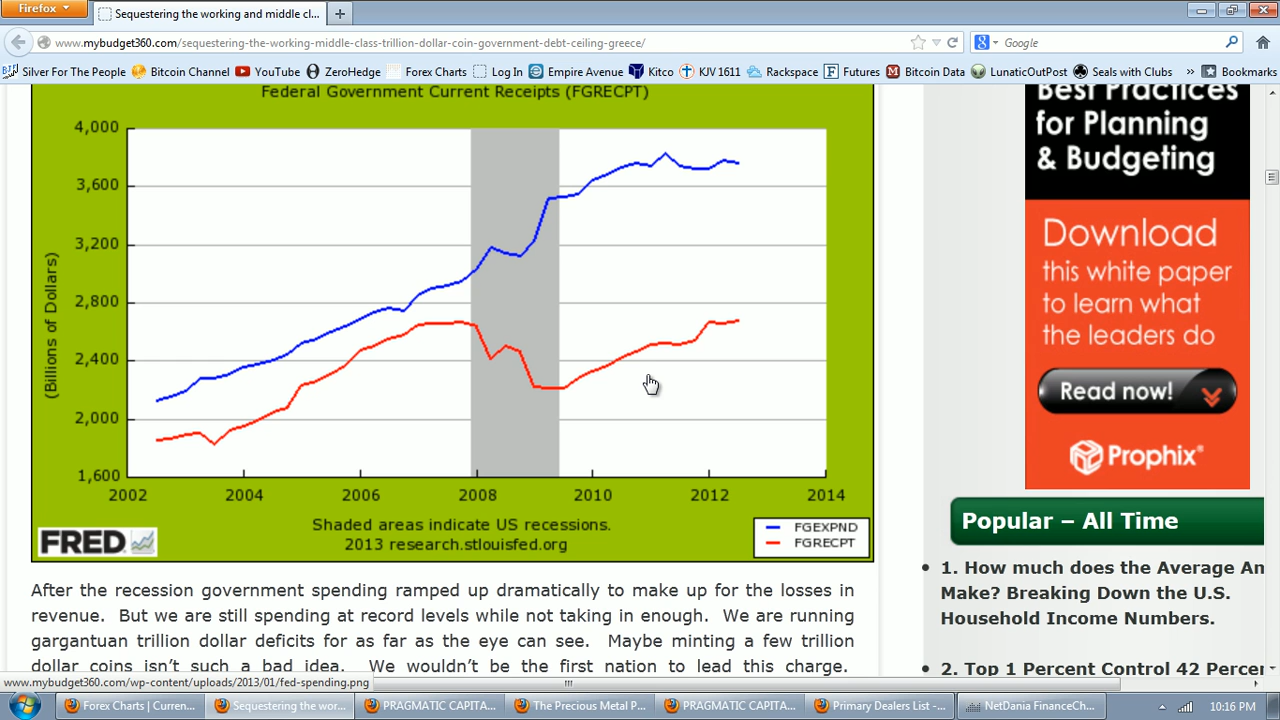 Firefox
Sequestering the working and middle cl...
www.mybudget360.com/sequestering-the-working-middle-class-trillion-dollar-coin-government-debt-ceiling-greece/
Google
Silver For The People
Bitcoin Channel
YouTube
ZeroHedge
Forex Charts
Log In
Empire Avenue
Kitco
KJV 1611
Rackspace
Futures
Bitcoin Data
LunaticOutPost
Seals with Clubs
»
Bookmarks
Federal Government Current Receipts (FGRECPT)
4,000
3,600
3,200
2,800
2,400
2,000
1,600
(Billions of Dollars)
2002 2004 2006 2008 2010 2012 2014
Shaded areas indicate US recessions.
2013 research.stlouisfed.org
FRED
FGEXPND
FGRECPT
After the recession government spending ramped up dramatically to make up for the losses in
revenue. But we are still spending at record levels while not taking in enough. We are running
gargantuan trillion dollar deficits for as far as the eye can see. Maybe minting a few trillion
dollar coins isn't such a bad idea. We wouldn't be the first nation to lead this charge.
Best Practices
for Planning
& Budgeting
Download
this white paper
to learn what
the leaders do
Read now!
Prophix
Popular – All Time
1. How much does the Average An
Make? Breaking Down the U.S.
Household Income Numbers.
2. Top 1 Percent Control 42 Percer
www.mybudget360.com/wp-content/uploads/2013/01/fed-spending.png
Forex Charts | Curren...
Sequestering the wor...
PRAGMATIC CAPITA...
The Precious Metal P...
PRAGMATIC CAPITA...
Primary Dealers List -...
NetDania FinanceCh...
10:16 PM